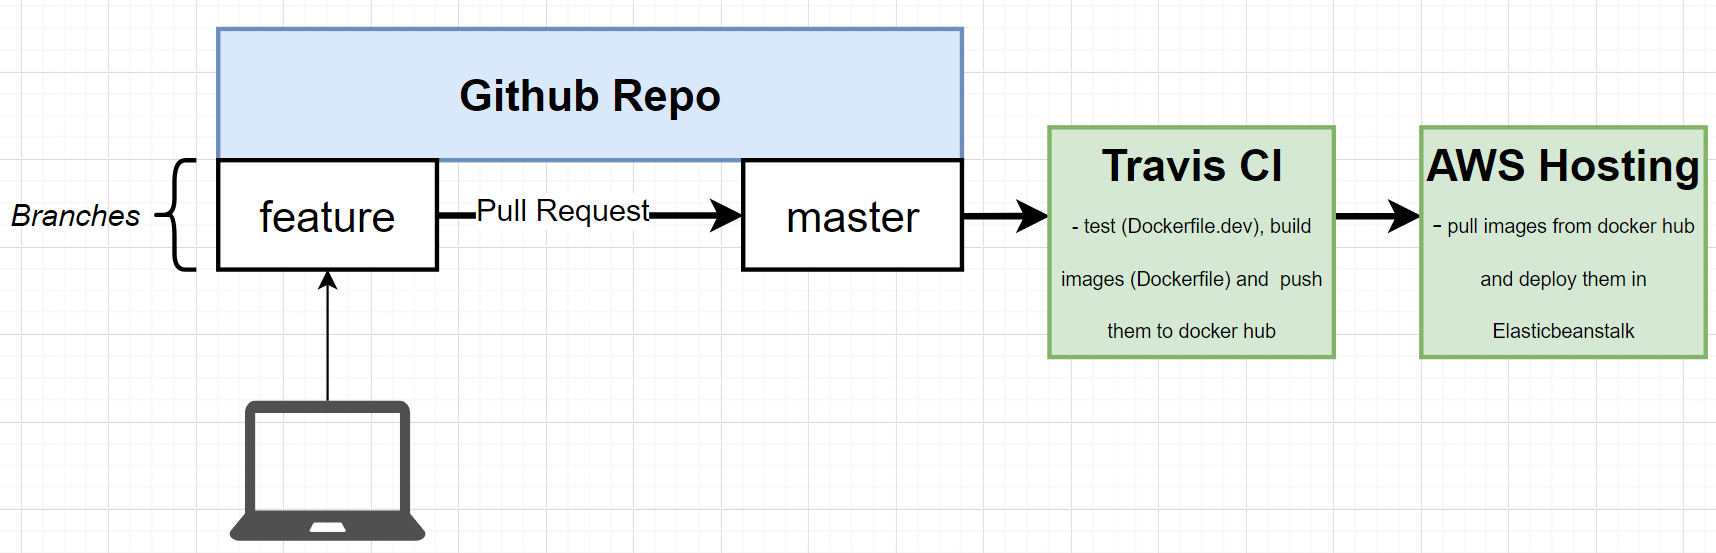 Github Repo
Branches
feature
Pull Request
master
Travis CI
- test (Dockerfile.dev), build
images (Dockerfile) and  push
them to docker hub
AWS Hosting
- pull images from docker hub
and deploy them in
Elasticbeanstalk